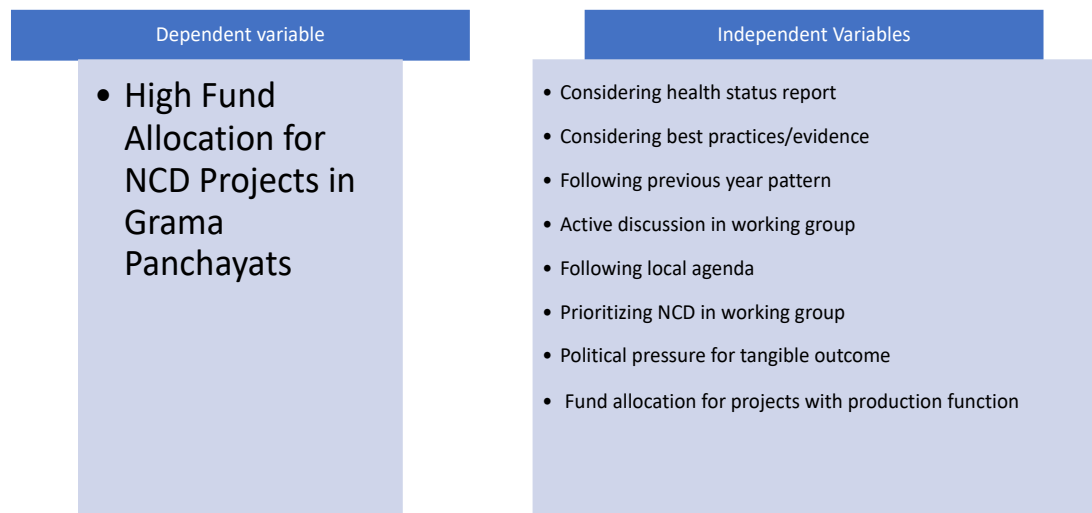 Dependent variable
• High Fund
Allocation for
NCD Projects in
Grama
Panchayats
Independent Variables
• Considering health status report
• Considering best practices/evidence
• Following previous year pattern
• Active discussion in working group
• Following local agenda
• Prioritizing NCD in working group
• Political pressure for tangible outcome
• Fund allocation for projects with production function